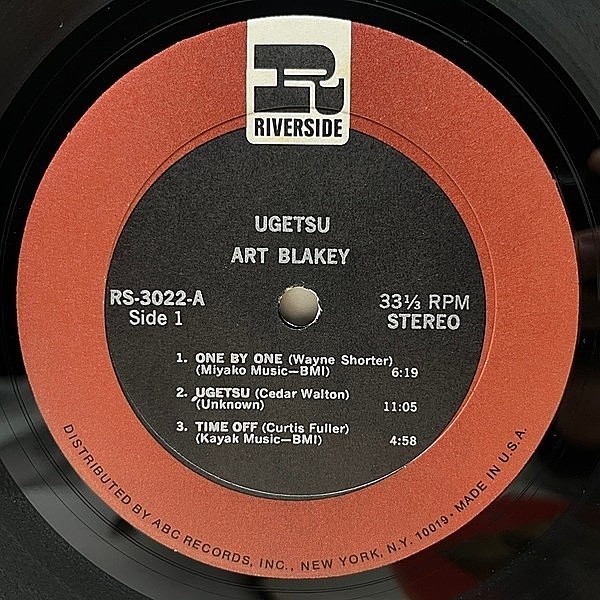 R
RIVERSIDE
UGETSU
ART BLAKEY
RS-3022-A
Side 1
33⅓ RPM
STEREO
1. ONE BY ONE (Wayne Shorter)
(Miyako Music—BMI) 6:19
2. UGETSU (Cedar Walton)
(Unknown) 11:05
3. TIME OFF (Curtis Fuller)
(Kayak Music—BMI) 4:58
DISTRIBUTED BY ABC RECORDS, INC., NEW YORK, N.Y. 10019 • MADE IN U.S.A.